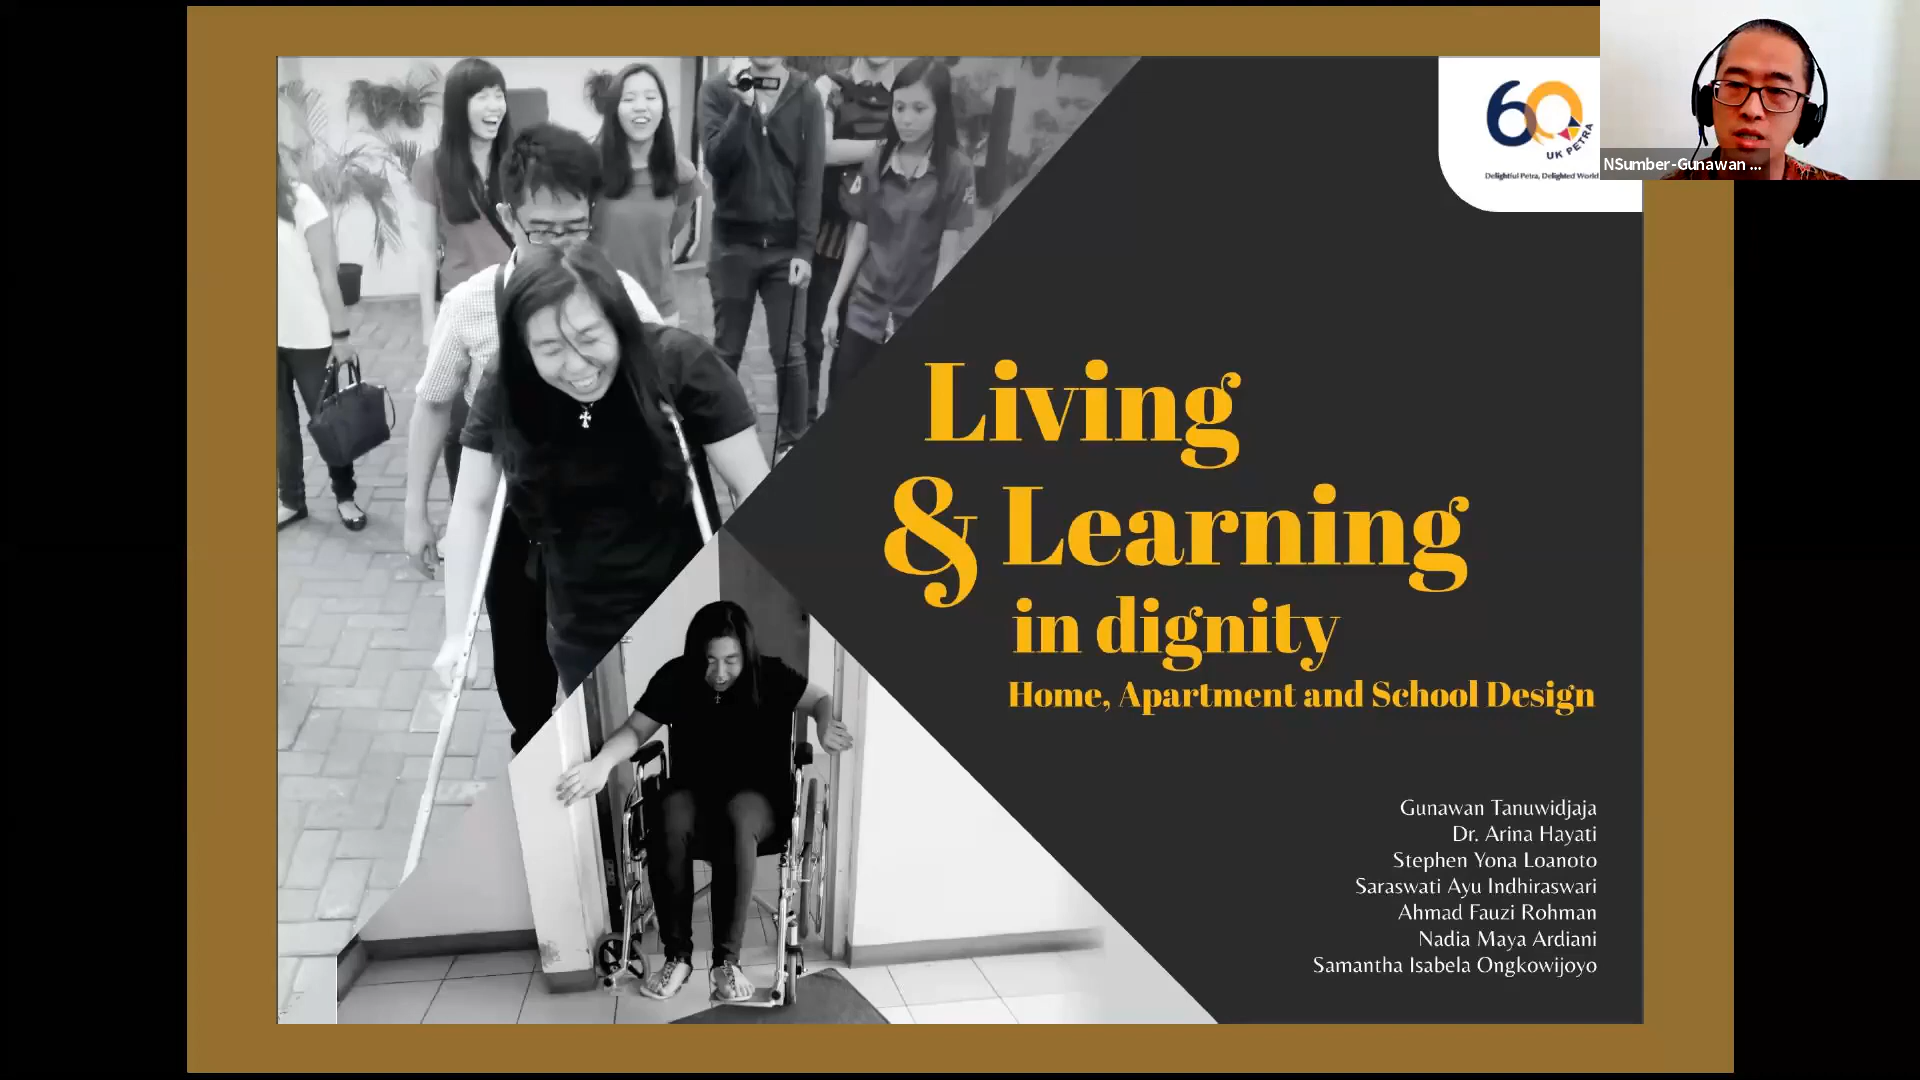 60
UK PETRA
Delightful Petra, Delighted World
NSumber-Gunawan ...
Living
& Learning
in dignity
Home, Apartment and School Design
Gunawan Tanuwidjaja
Dr. Arina Hayati
Stephen Yona Loanoto
Saraswati Ayu Indhiraswari
Ahmad Fauzi Rohman
Nadia Maya Ardiani
Samantha Isabela Ongkowijoyo